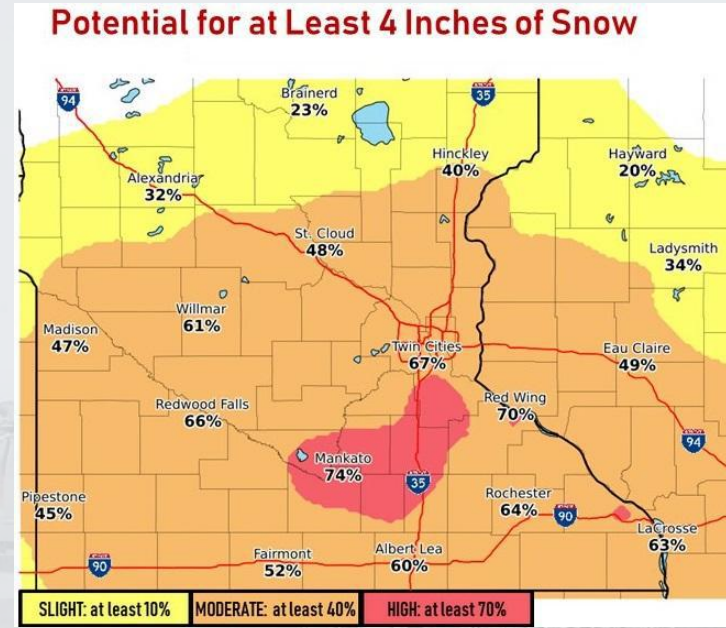 Potential for at Least 4 Inches of Snow
94
Brainerd
23%
35
Hinckley
40%
Hayward
20%
Alexandria
32%
St. Cloud
48%
Ladysmith
34%
Willmar
61%
Madison
47%
Twin Cities
67%
Eau Claire
49%
Redwood Falls
66%
Red Wing
70%
94
Mankato
74%
35
Pipestone
45%
Rochester
64%
90
LaCrosse
63%
90
Fairmont
52%
Albert Lea
60%
SLIGHT: at least 10% MODERATE: at least 40% HIGH: at least 70%